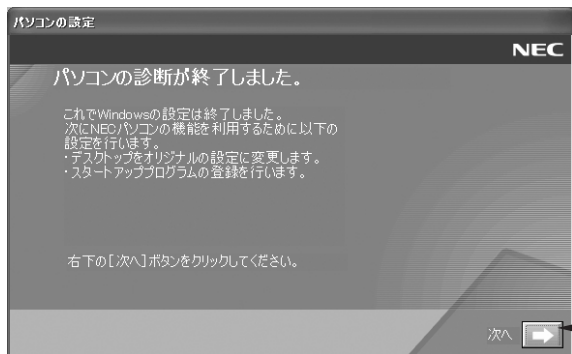 パソコンの設定
NEC
パソコンの診断が終了しました。
これでWindowsの設定は終了しました。
次にNECパソコンの機能を利用するために以下の
設定を行います。
・デスクトップをオリジナルの設定に変更します。
・スタートアッププログラムの登録を行います。
右下の[次へ]ボタンをクリックしてください。
次へ